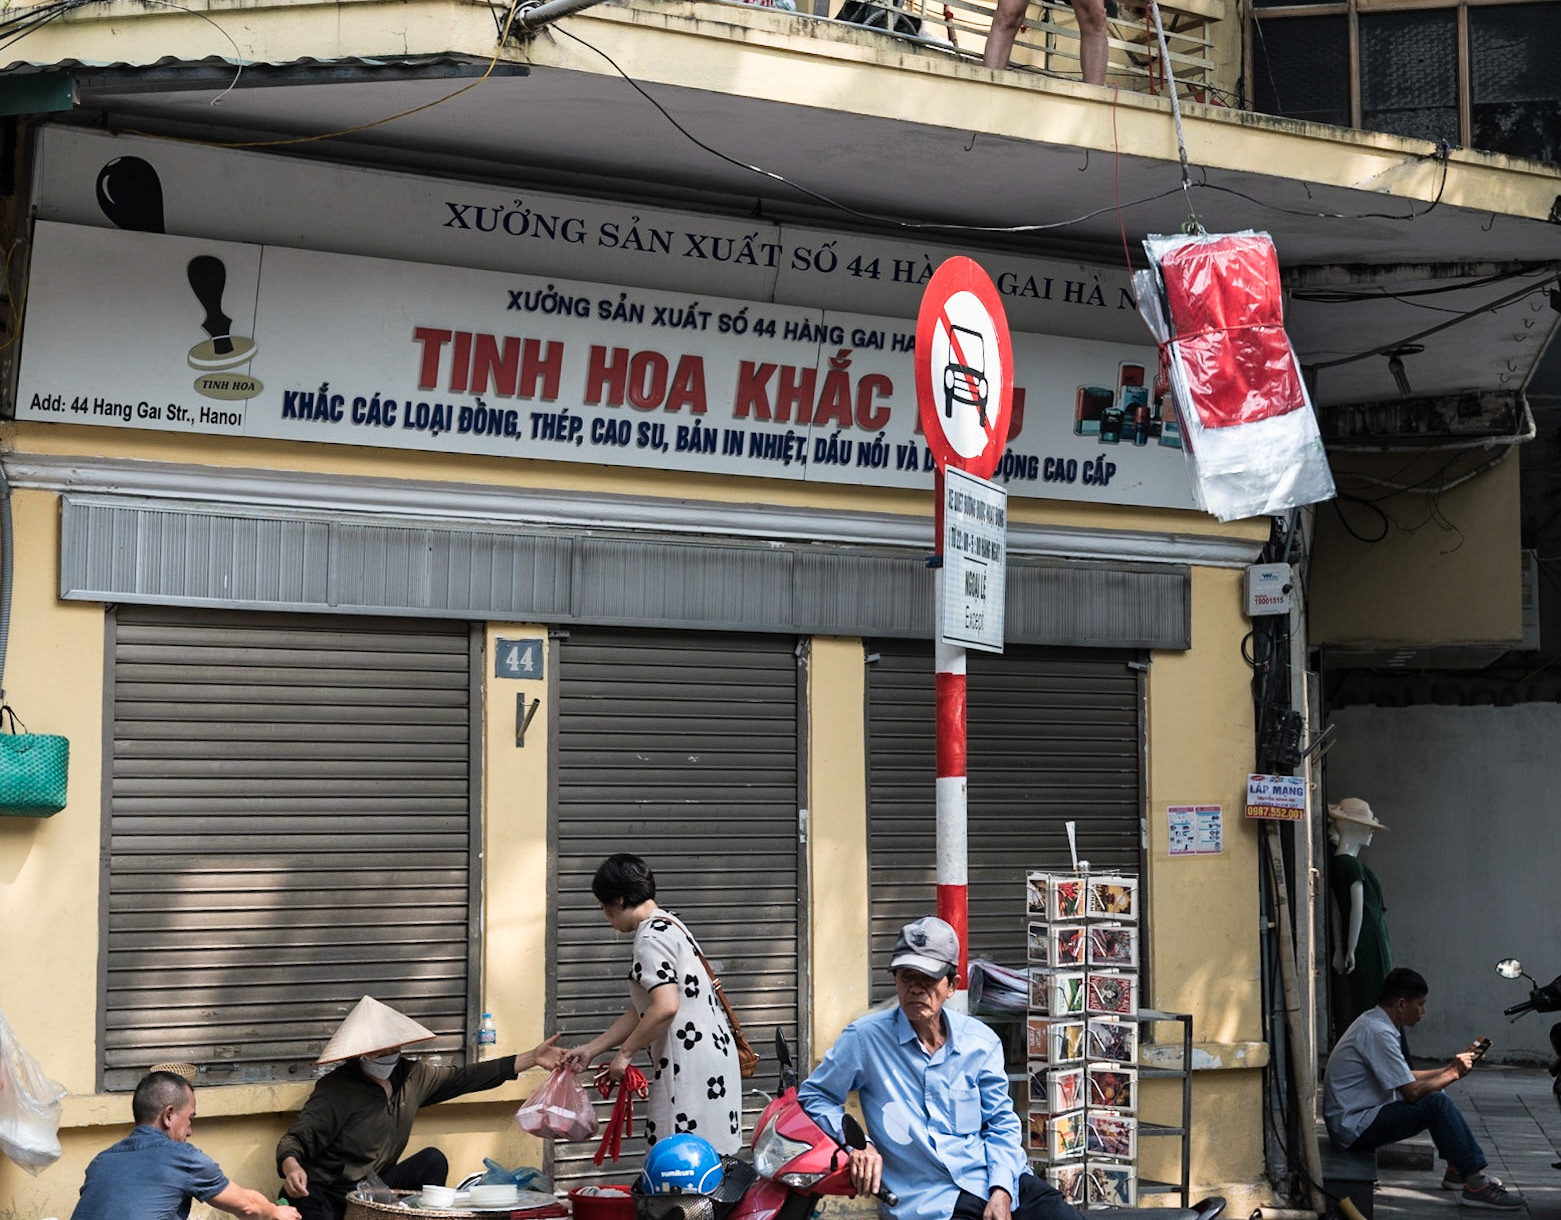 XƯỞNG SẢN XUẤT SỐ 44 HÀNG GAI HÀ
XƯỞNG SẢN XUẤT SỐ 44 HÀNG GAI
TINH HOA KHẮC
KHẮC CÁC LOẠI ĐỒNG, THÉP, CAO SU, BẢN IN NHIỆT, DẤU NỔI VÀ ĐỘNG CAO CẤP
TINH HOA
Add: 44 Hang Gai Str., Hanoi
NGOẠI LỆ
Except
44
19001515
LẮP MẠNG
0987.552.001
sumikura